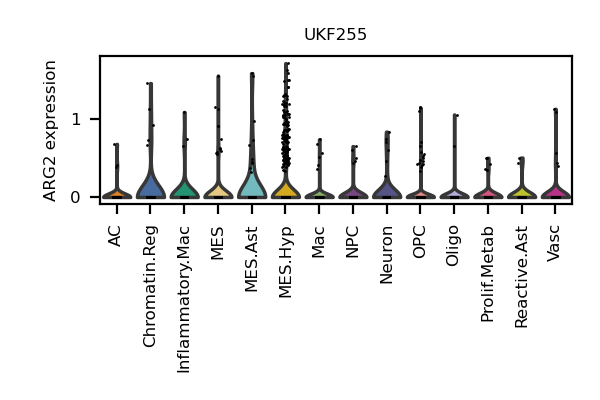 UKF255
ARG2 expression
1
0
AC
Chromatin.Reg
Inflammatory.Mac
MES
MES.Ast
MES.Hyp
Mac
NPC
Neuron
OPC
Oligo
Prolif.Metab
Reactive.Ast
Vasc